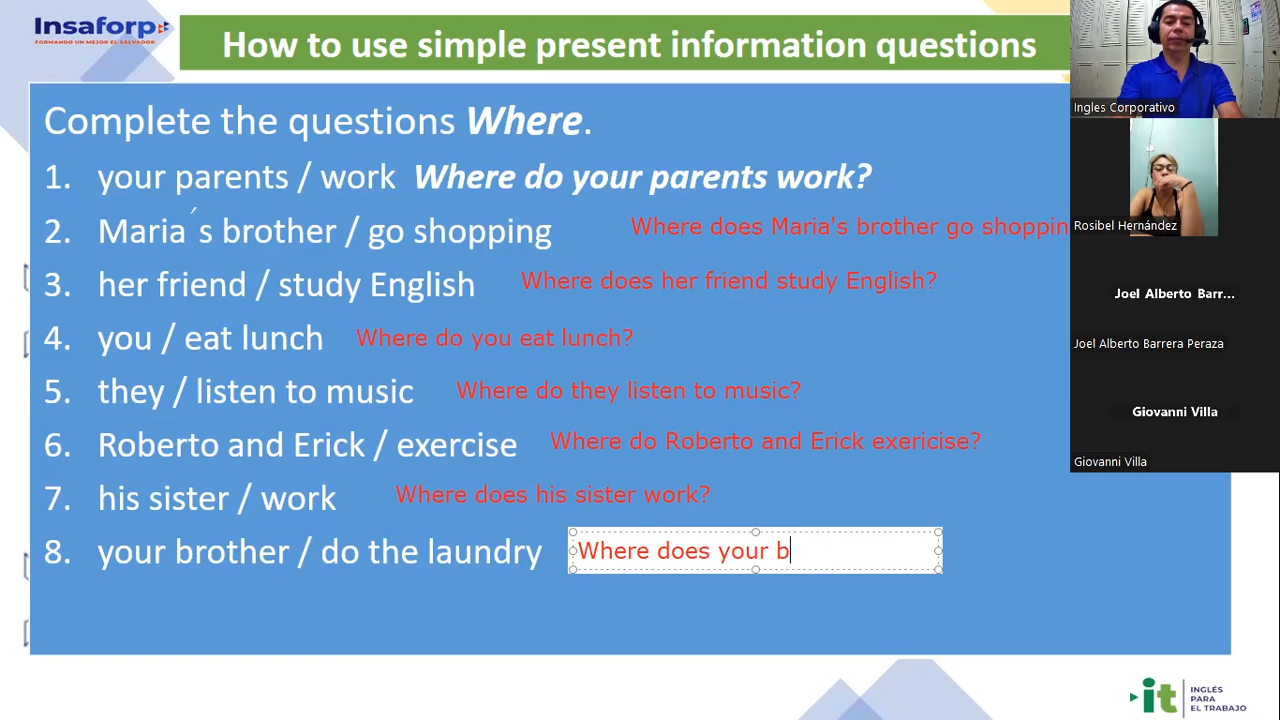 Insaforp
FORMANDO UN MEJOR EL SALVADOR
How to use simple present information questions
Complete the questions Where.
1. your parents / work Where do your parents work?
2. Maria´s brother / go shopping Where does Maria's brother go shoppin
3. her friend / study English Where does her friend study English?
4. you / eat lunch Where do you eat lunch?
5. they / listen to music Where do they listen to music?
6. Roberto and Erick / exercise Where do Roberto and Erick exericise?
7. his sister / work Where does his sister work?
8. your brother / do the laundry Where does your b
Ingles Corporativo
Rosibel Hernández
Joel Alberto Barr...
Joel Alberto Barrera Peraza
Giovanni Villa
Giovanni Villa
it
INGLÉS
PARA
EL TRABAJO